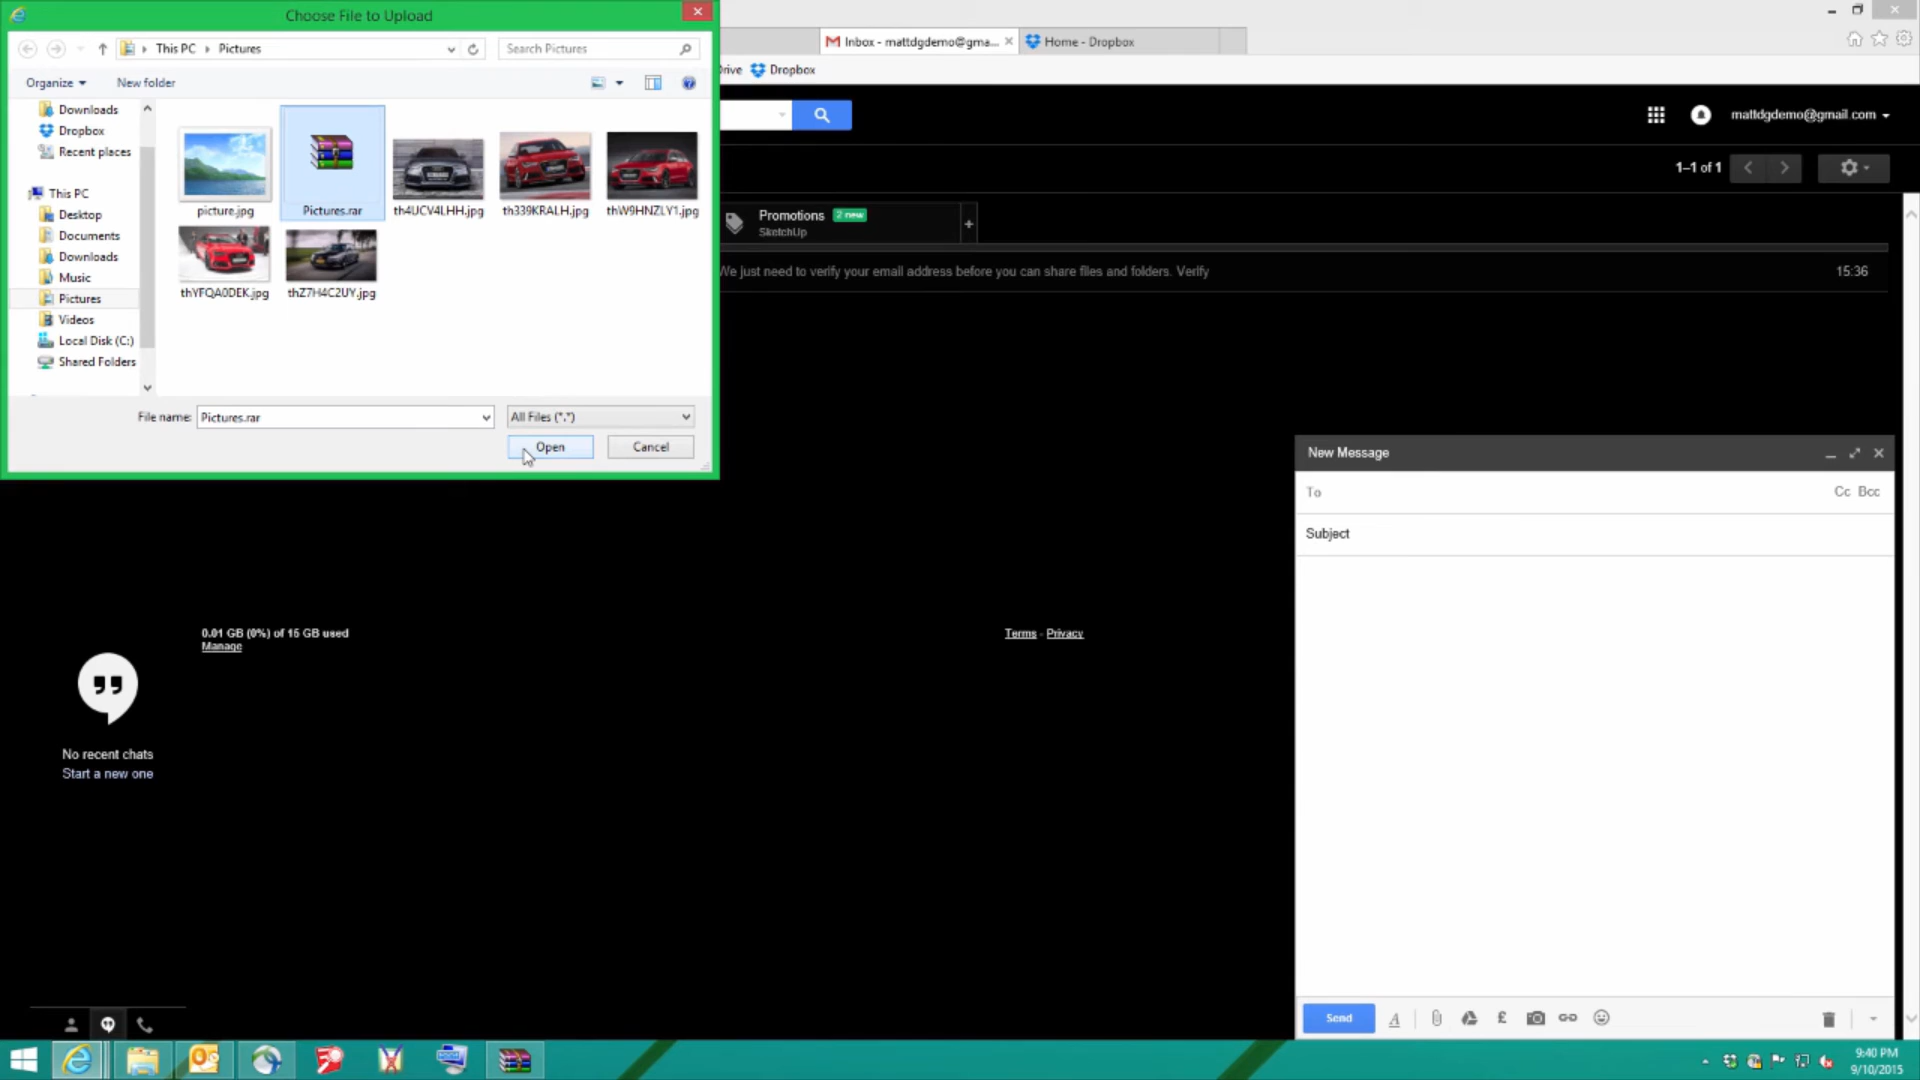 Choose File to Upload
This PC
Pictures
Search Pictures
Inbox - mattdgdemo@gma...
Home - Dropbox
Organize
New folder
rive
Dropbox
Downloads
Dropbox
Recent places
This PC
Desktop
Documents
Downloads
Music
Pictures
Videos
Local Disk (C:)
Shared Folders
picture.jpg
Pictures.rar
th4UCV4LHH.jpg
th339KRALH.jpg
thW9HNZLY1.jpg
thYFQA0DEK.jpg
thZ7H4C2UY.jpg
File name:
Pictures.rar
All Files (*.*)
Open
Cancel
mattdgdemo@gmail.com
1–1 of 1
Promotions
2 new
SketchUp
We just need to verify your email address before you can share files and folders. Verify
15:36
New Message
To
Cc Bcc
Subject
0.01 GB (0%) of 15 GB used
Manage
Terms - Privacy
No recent chats
Start a new one
Send
9:40 PM
9/10/2015